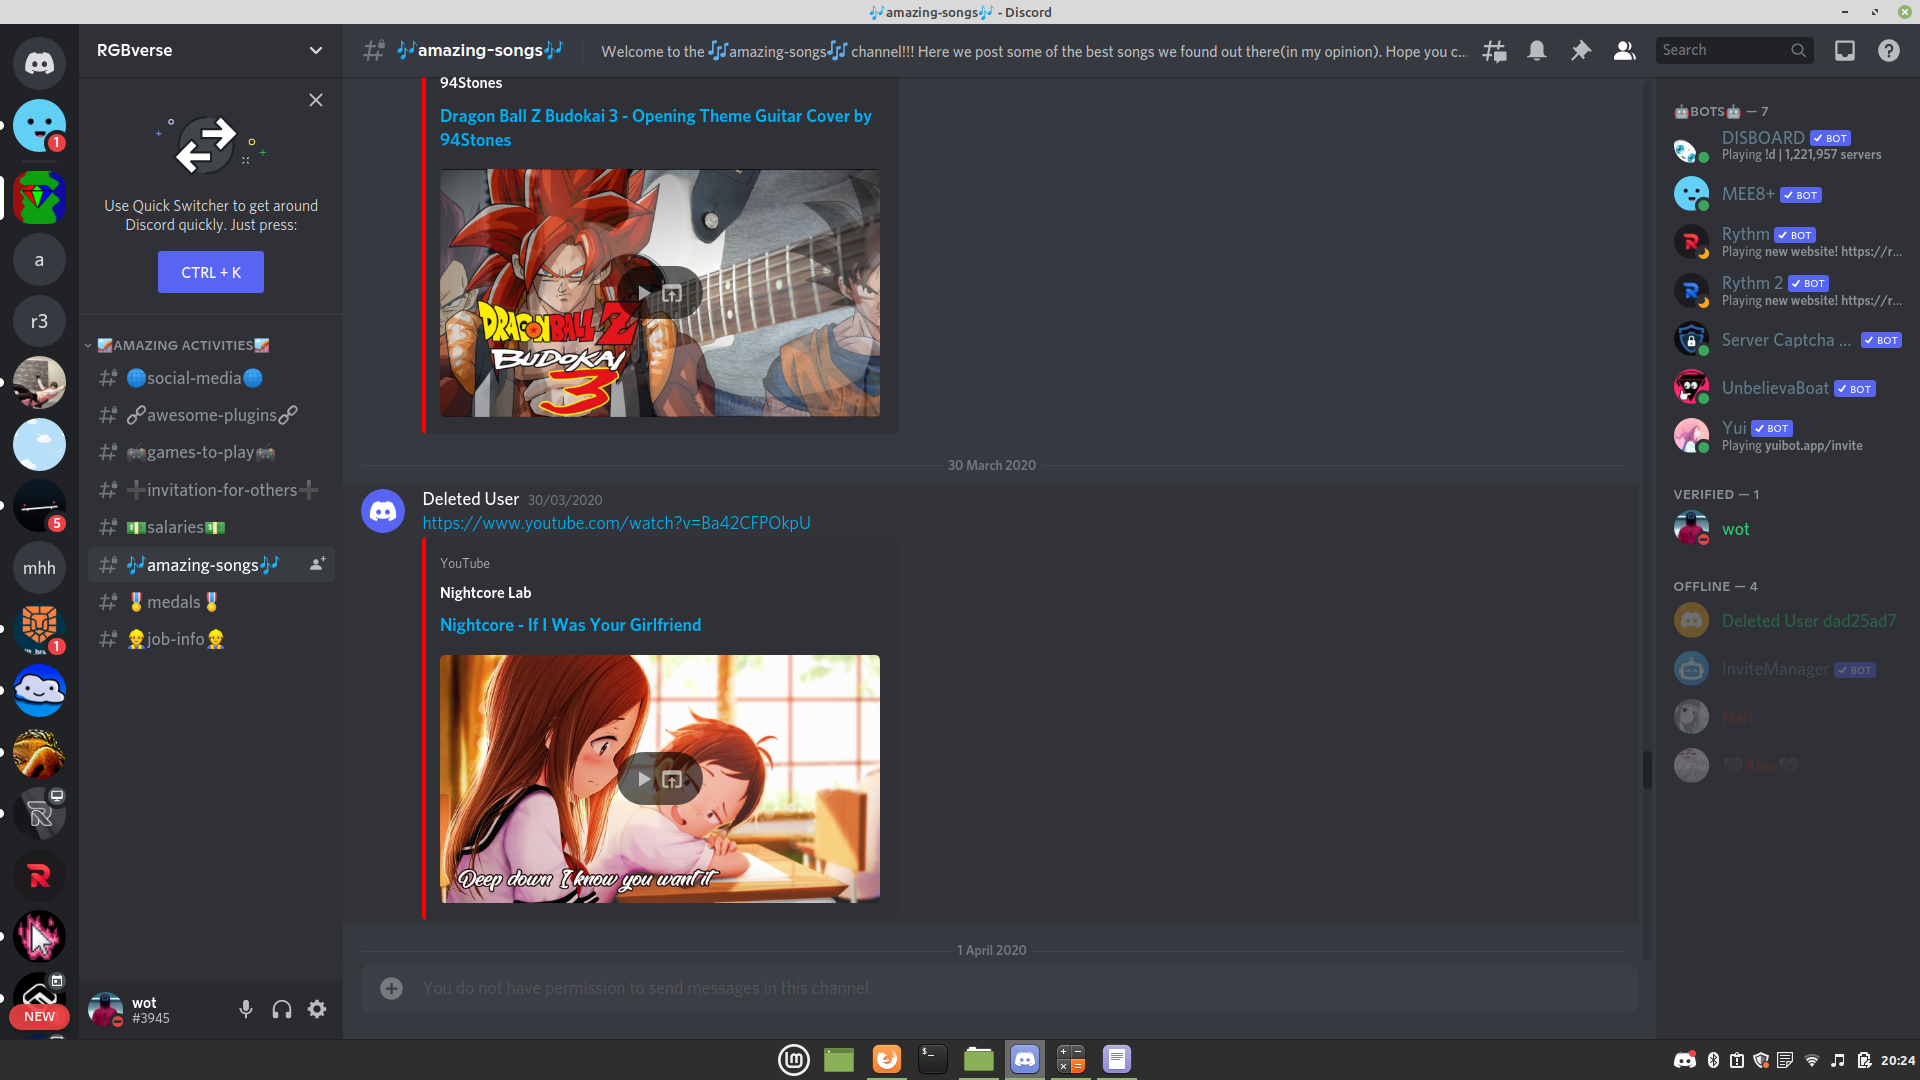 🎶amazing-songs🎶 - Discord
RGBverse
🎶amazing-songs🎶
Welcome to the 🎶amazing-songs🎶 channel!!! Here we post some of the best songs we found out there(in my opinion). Hope you c...
Search
Use Quick Switcher to get around
Discord quickly. Just press:
CTRL + K
AMAZING ACTIVITIES
🌐social-media🌐
🔗awesome-plugins🔗
🎮games-to-play🎮
➕invitation-for-others➕
💵salaries💵
🎶amazing-songs🎶
🏅medals🏅
👷job-info👷
1
a
r3
5
mhh
1
NEW
wot
#3945
94Stones
Dragon Ball Z Budokai 3 - Opening Theme Guitar Cover by
94Stones
DRAGON BALL Z
BUDOKAI
3
30 March 2020
Deleted User 30/03/2020
https://www.youtube.com/watch?v=Ba42CFPOkpU
YouTube
Nightcore Lab
Nightcore - If I Was Your Girlfriend
Deep down I know you want it
1 April 2020
You do not have permission to send messages in this channel.
🤖BOTS🤖 — 7
DISBOARD ✓ BOT
Playing !d | 1,221,957 servers
MEE8+ ✓ BOT
Rythm ✓ BOT
Playing new website! https://r...
Rythm 2 ✓ BOT
Playing new website! https://r...
Server Captcha ... ✓ BOT
UnbelievaBoat ✓ BOT
Yui ✓ BOT
Playing yuibot.app/invite
VERIFIED — 1
wot
OFFLINE — 4
Deleted User dad25ad7
InviteManager ✓ BOT
Nafi
🖤Alex🖤
20:24